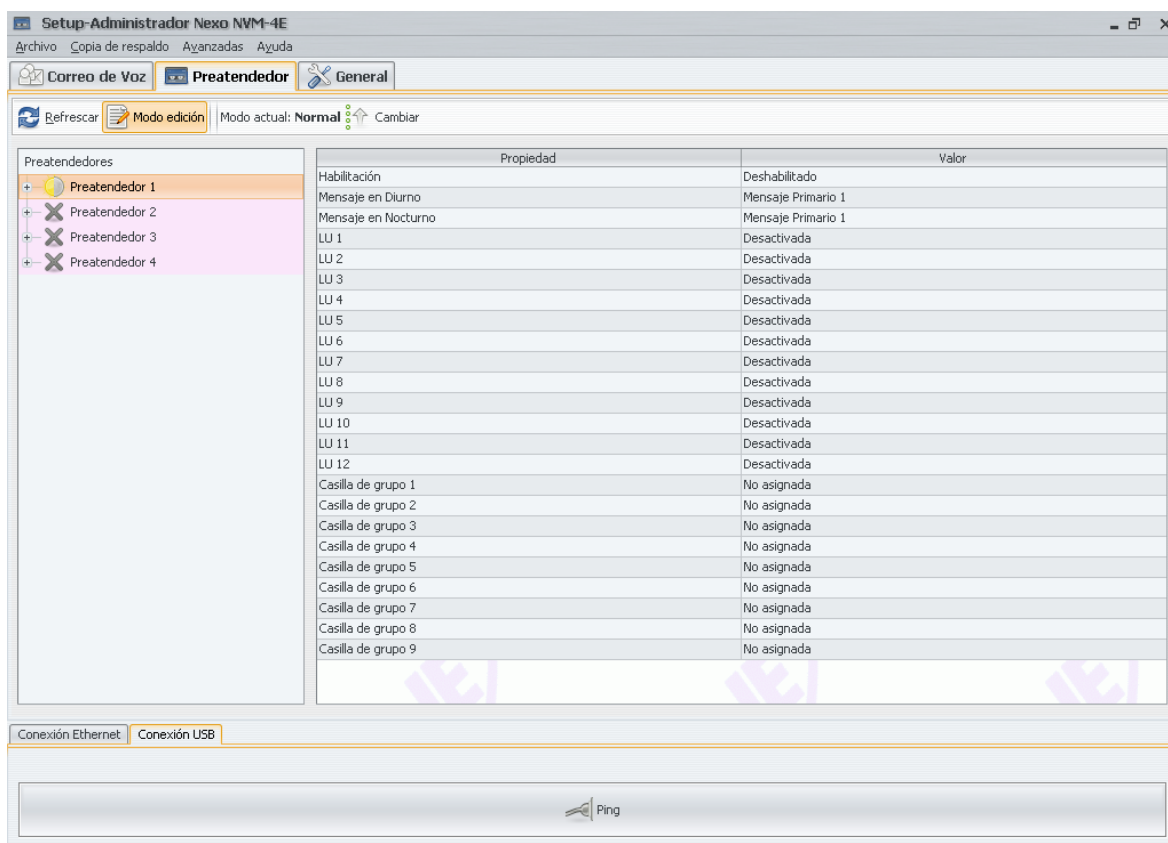 Setup-Administrador Nexo NVM-4E
Archivo Copia de respaldo Avanzadas Ayuda
Correo de Voz Preatendedor General
Refrescar Modo edición Modo actual: Normal Cambiar
Preatendedores
Preatendedor 1
Preatendedor 2
Preatendedor 3
Preatendedor 4
Propiedad Valor
Habilitación Deshabilitado
Mensaje en Diurno Mensaje Primario 1
Mensaje en Nocturno Mensaje Primario 1
LU 1 Desactivada
LU 2 Desactivada
LU 3 Desactivada
LU 4 Desactivada
LU 5 Desactivada
LU 6 Desactivada
LU 7 Desactivada
LU 8 Desactivada
LU 9 Desactivada
LU 10 Desactivada
LU 11 Desactivada
LU 12 Desactivada
Casilla de grupo 1 No asignada
Casilla de grupo 2 No asignada
Casilla de grupo 3 No asignada
Casilla de grupo 4 No asignada
Casilla de grupo 5 No asignada
Casilla de grupo 6 No asignada
Casilla de grupo 7 No asignada
Casilla de grupo 8 No asignada
Casilla de grupo 9 No asignada
Conexión Ethernet Conexión USB
Ping